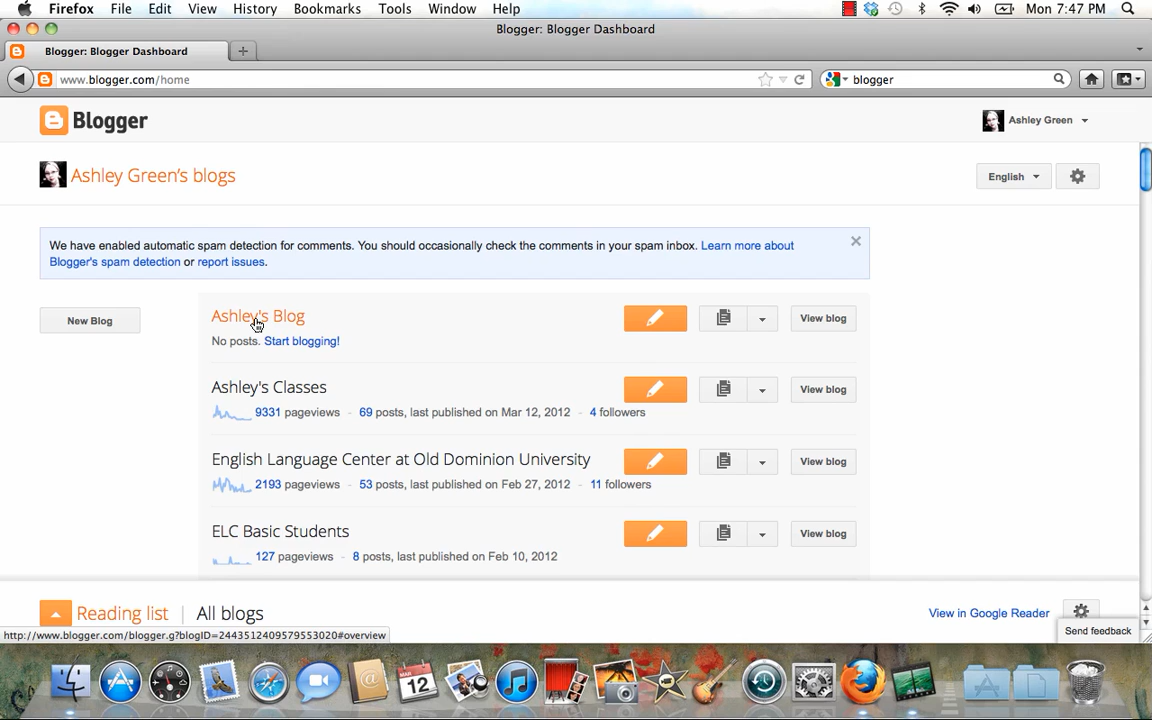 Firefox File Edit View History Bookmarks Tools Window Help Mon 7:47 PM
Blogger: Blogger Dashboard
Blogger: Blogger Dashboard
www.blogger.com/home blogger
Blogger Ashley Green
Ashley Green's blogs English
We have enabled automatic spam detection for comments. You should occasionally check the comments in your spam inbox. Learn more about
Blogger's spam detection or report issues.
New Blog
Ashley's Blog View blog
No posts. Start blogging!
Ashley's Classes View blog
9331 pageviews - 69 posts, last published on Mar 12, 2012 - 4 followers
English Language Center at Old Dominion University View blog
2193 pageviews - 53 posts, last published on Feb 27, 2012 - 11 followers
ELC Basic Students View blog
127 pageviews - 8 posts, last published on Feb 10, 2012
Reading list | All blogs View in Google Reader
Send feedback
http://www.blogger.com/blogger.g?blogID=2443512409579553020#overview
12